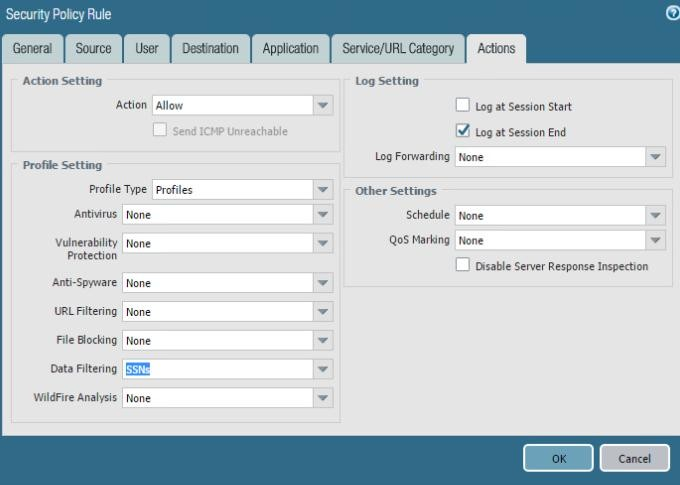 Security Policy Rule
General Source User Destination Application Service/URL Category Actions
Action Setting
Action Allow
Send ICMP Unreachable
Profile Setting
Profile Type Profiles
Antivirus None
Vulnerability
Protection None
Anti-Spyware None
URL Filtering None
File Blocking None
Data Filtering SSNs
WildFire Analysis None
Log Setting
Log at Session Start
Log at Session End
Log Forwarding None
Other Settings
Schedule None
QoS Marking None
Disable Server Response Inspection
OK Cancel